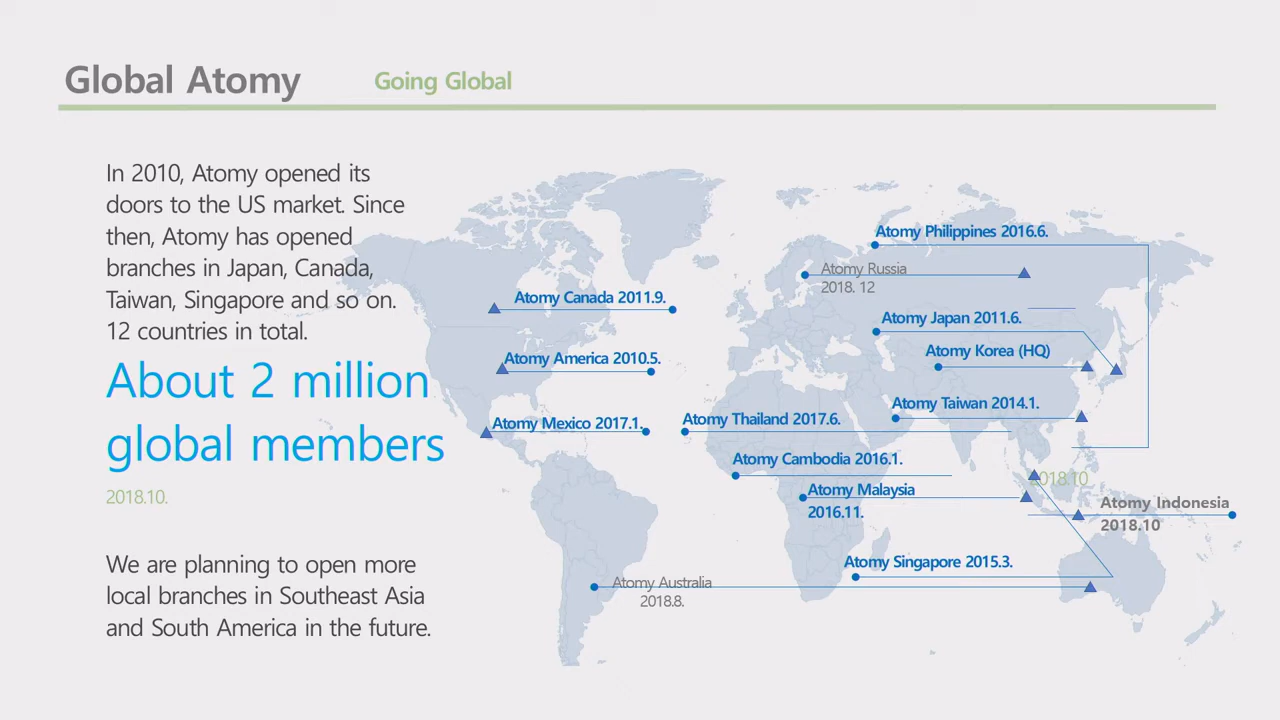 Global Atomy
Going Global
In 2010, Atomy opened its
doors to the US market. Since
then, Atomy has opened
branches in Japan, Canada,
Taiwan, Singapore and so on.
12 countries in total.
About 2 million
global members
2018.10.
We are planning to open more
local branches in Southeast Asia
and South America in the future.
Atomy Philippines 2016.6.
Atomy Russia
2018. 12
Atomy Canada 2011.9.
Atomy Japan 2011.6.
Atomy Korea (HQ)
Atomy America 2010.5.
Atomy Taiwan 2014.1.
Atomy Mexico 2017.1.
Atomy Thailand 2017.6.
Atomy Cambodia 2016.1.
2018.10
Atomy Malaysia
2016.11.
Atomy Indonesia
2018.10
Atomy Singapore 2015.3.
Atomy Australia
2018.8.